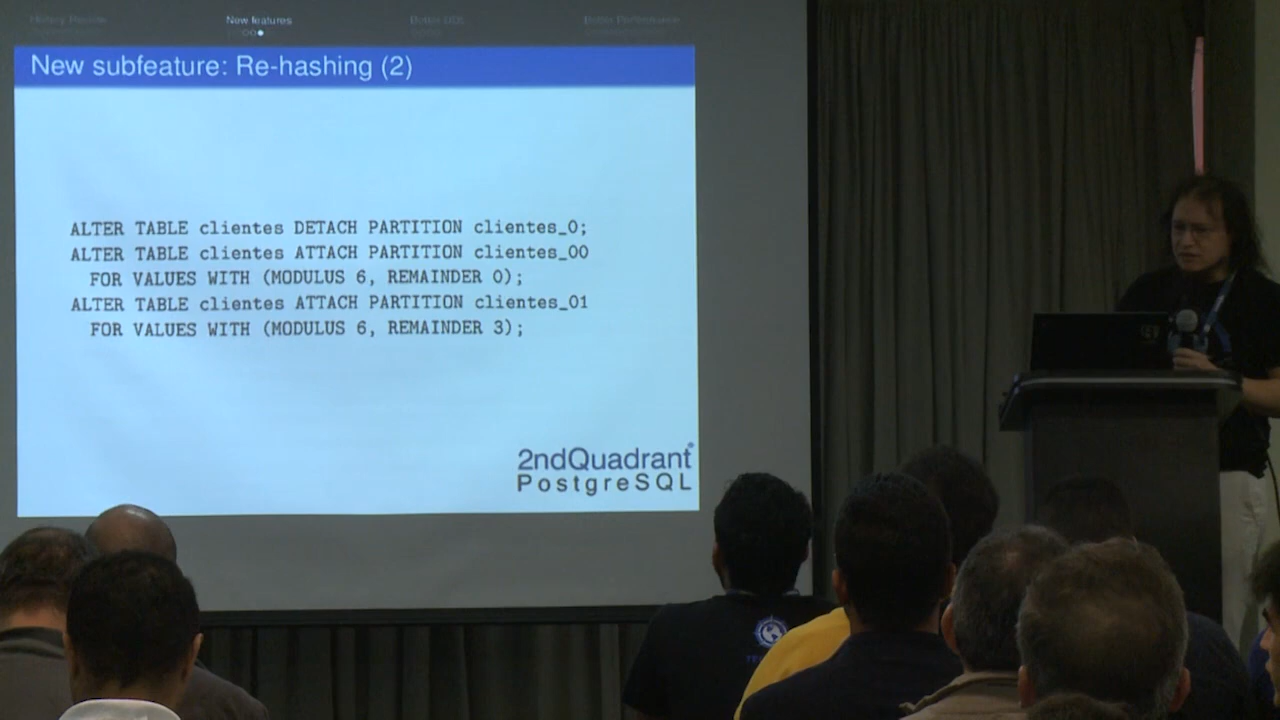 New features
New subfeature: Re-hashing (2)
ALTER TABLE clientes DETACH PARTITION clientes_0;
ALTER TABLE clientes ATTACH PARTITION clientes_00
FOR VALUES WITH (MODULUS 6, REMAINDER 0);
ALTER TABLE clientes ATTACH PARTITION clientes_01
FOR VALUES WITH (MODULUS 6, REMAINDER 3);
2ndQuadrant
PostgreSQL